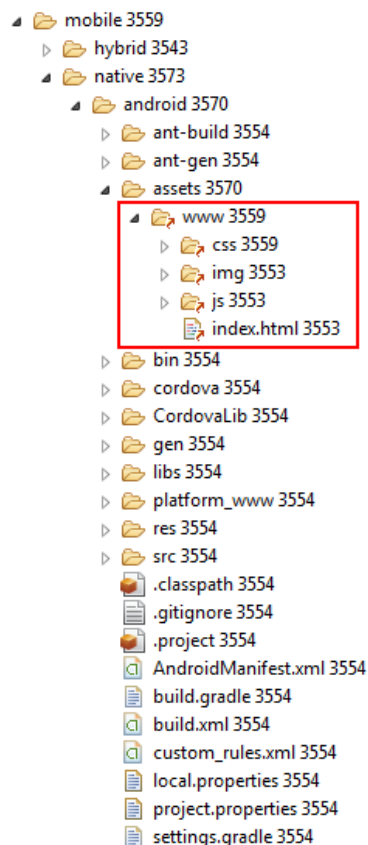 mobile 3559
hybrid 3543
native 3573
android 3570
ant-build 3554
ant-gen 3554
assets 3570
www 3559
css 3559
img 3553
js 3553
index.html 3553
bin 3554
cordova 3554
CordovaLib 3554
gen 3554
libs 3554
platform_www 3554
res 3554
src 3554
.classpath 3554
.gitignore 3554
.project 3554
AndroidManifest.xml 3554
build.gradle 3554
build.xml 3554
custom_rules.xml 3554
local.properties 3554
project.properties 3554
settings.gradle 3554